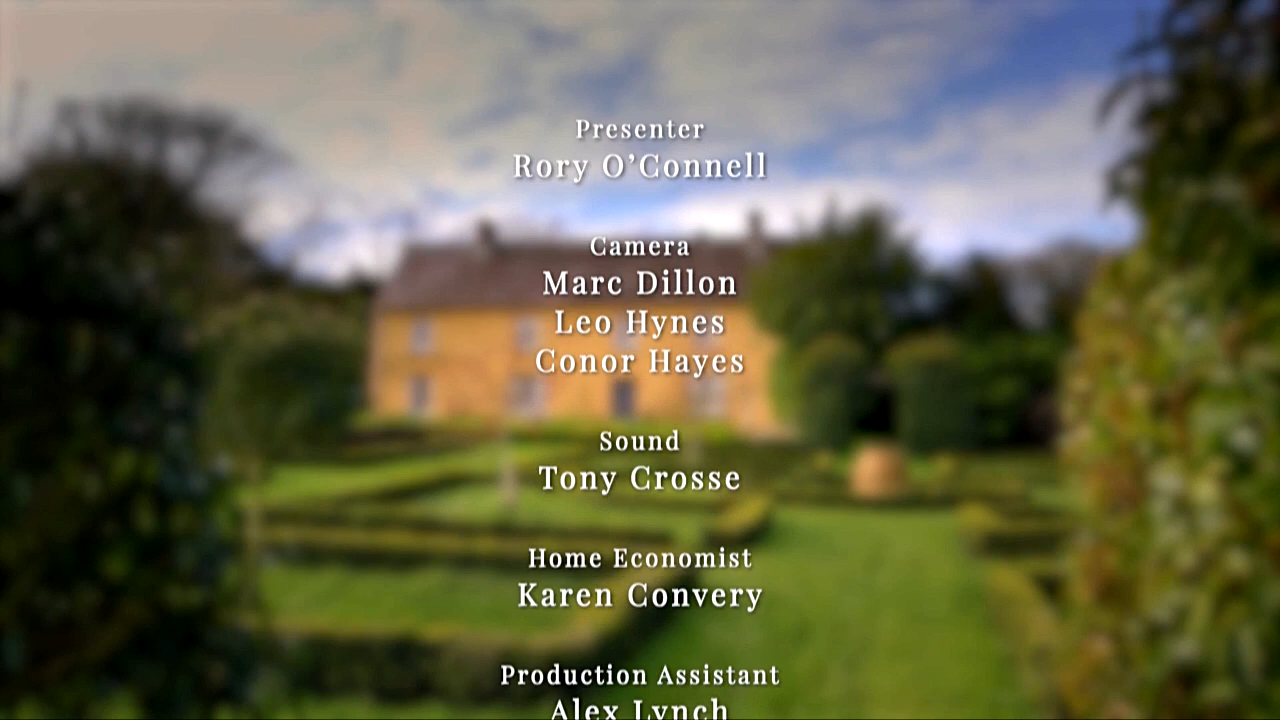 Presenter
Rory O’Connell
Camera
Marc Dillon
Leo Hynes
Conor Hayes
Sound
Tony Crosse
Home Economist
Karen Convery
Production Assistant
Alex Lynch